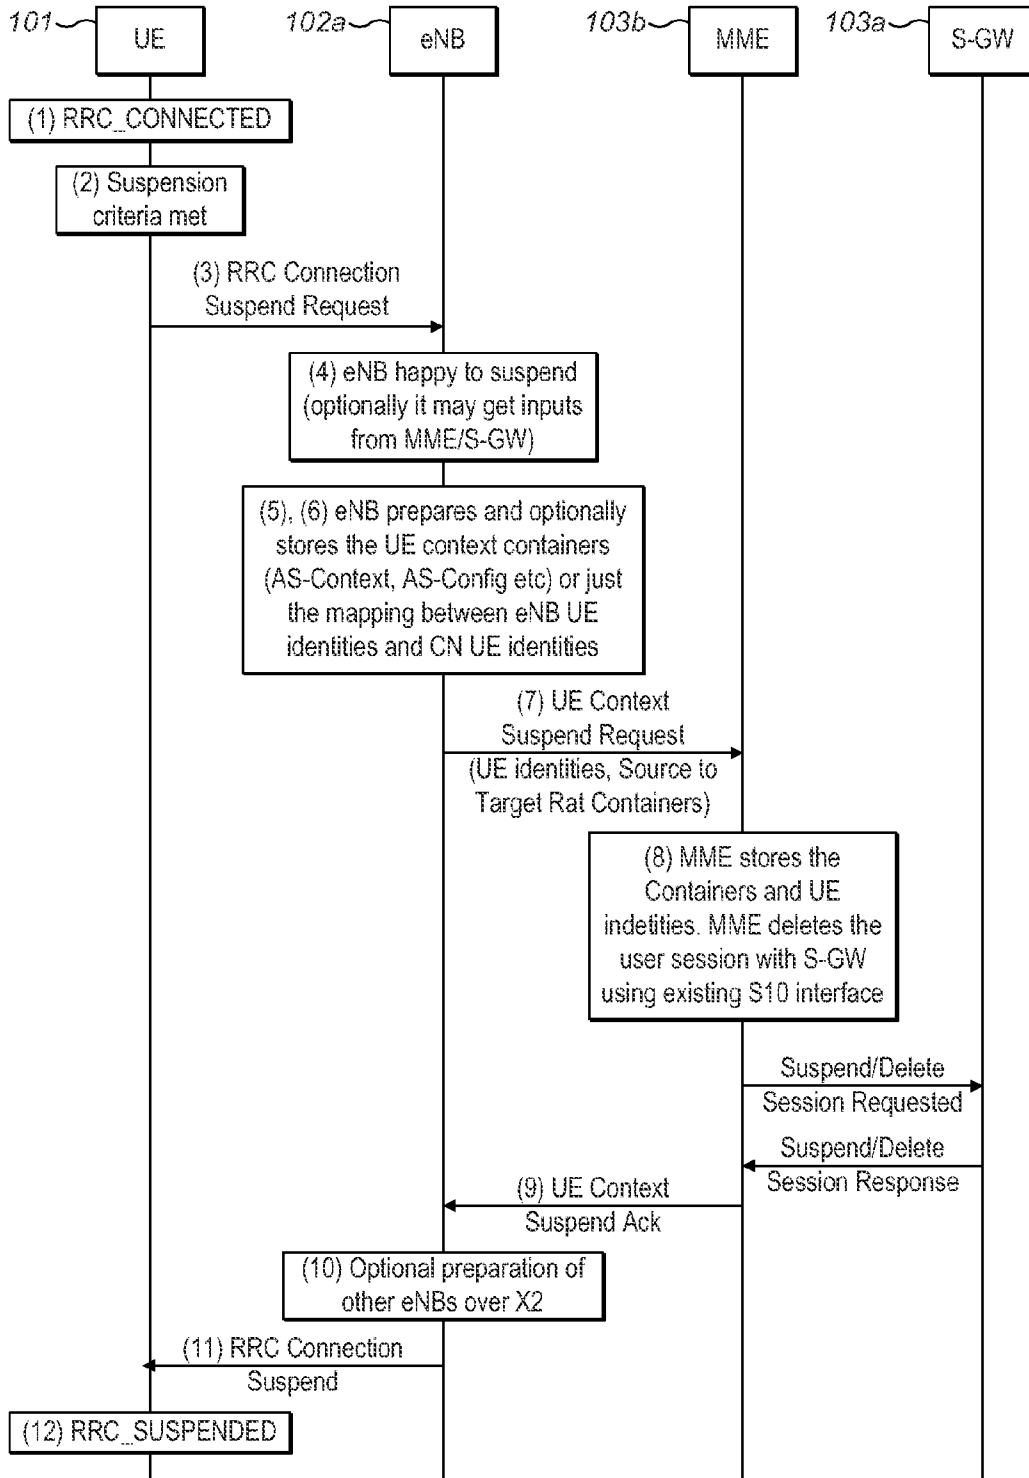 101
UE
102a
eNB
103b
MME
103a
S-GW
(1) RRC_CONNECTED
(2) Suspension
criteria met
(3) RRC Connection
Suspend Request
(4) eNB happy to suspend
(optionally it may get inputs
from MME/S-GW)
(5), (6) eNB prepares and optionally
stores the UE context containers
(AS-Context, AS-Config etc) or just
the mapping between eNB UE
identities and CN UE identities
(7) UE Context
Suspend Request
(UE identities, Source to
Target Rat Containers)
(8) MME stores the
Containers and UE
indetities. MME deletes the
user session with S-GW
using existing S10 interface
Suspend/Delete
Session Requested
Suspend/Delete
Session Response
(9) UE Context
Suspend Ack
(10) Optional preparation of
other eNBs over X2
(11) RRC Connection
Suspend
(12) RRC_SUSPENDED